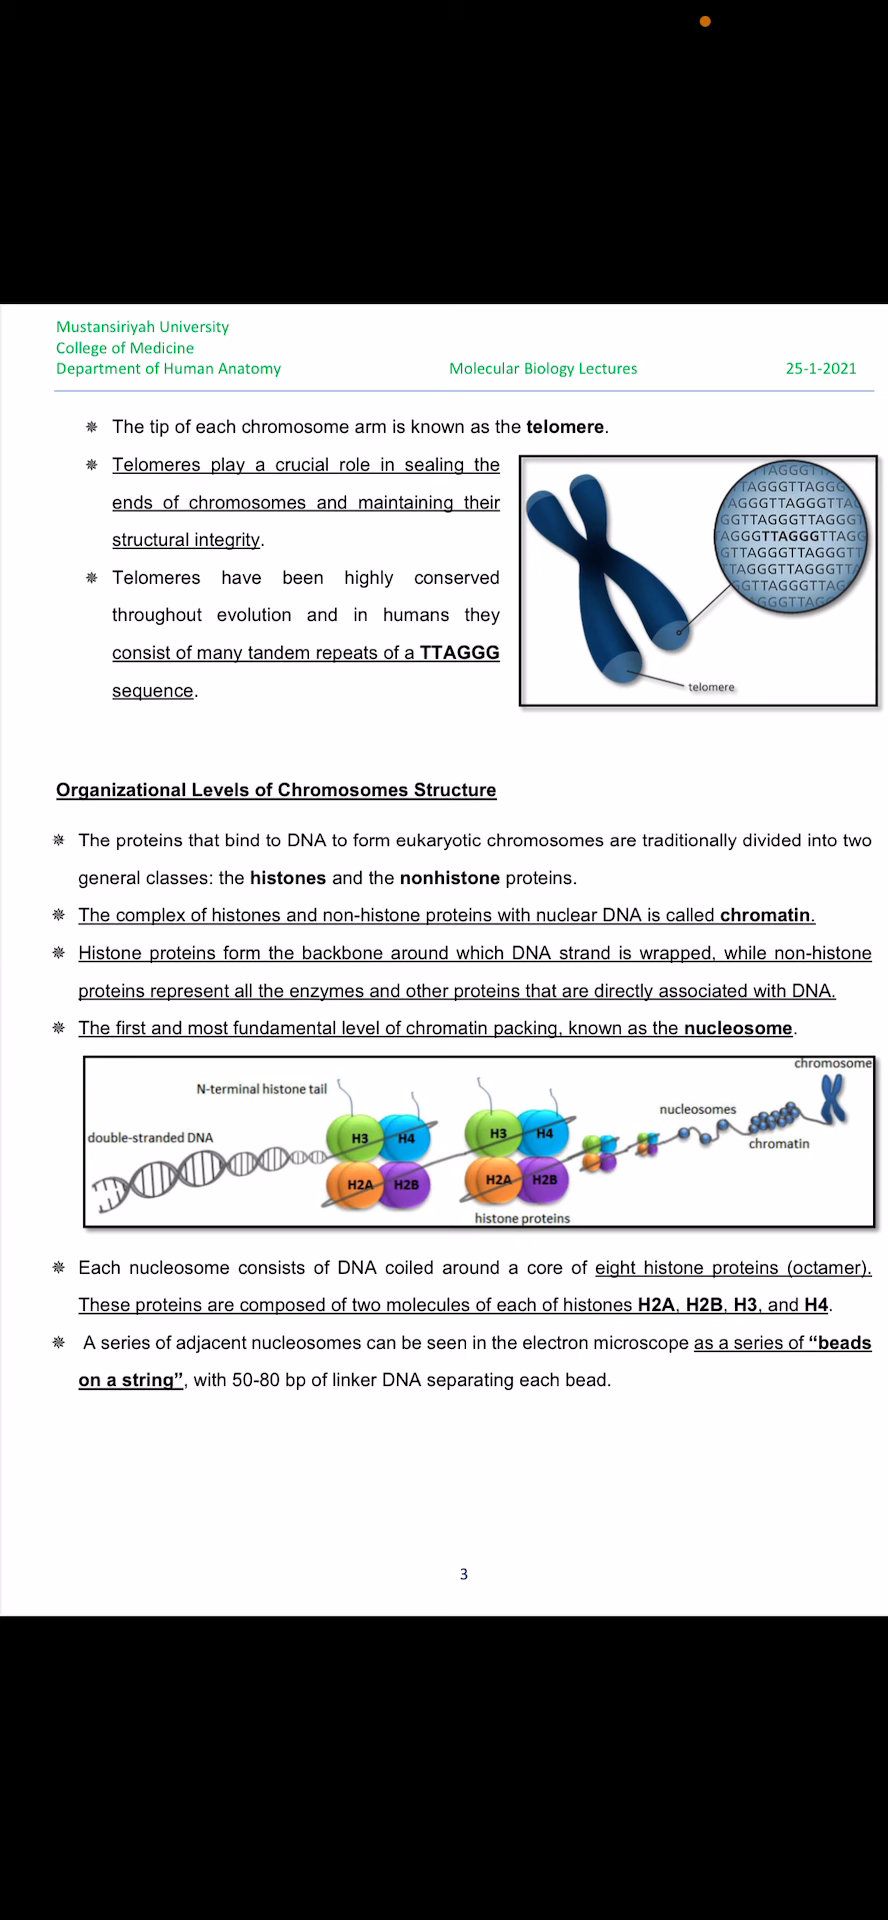 Mustansiriyah University
College of Medicine
Department of Human Anatomy Molecular Biology Lectures 25-1-2021
The tip of each chromosome arm is known as the telomere.
Telomeres play a crucial role in sealing the
ends of chromosomes and maintaining their
structural integrity.
Telomeres have been highly conserved
throughout evolution and in humans they
consist of many tandem repeats of a TTAGGG
sequence.
TAGGGTTAGGG
AGGGTTAGGGTTA
GGTTAGGGTTAGGGT
AGGGTTAGGGTTAGG
GTTAGGGTTAGGGTT
TTAGGGTTAGGGTTA
GGTTAGGGTTAG
GGGTTAG
telomere
Organizational Levels of Chromosomes Structure
The proteins that bind to DNA to form eukaryotic chromosomes are traditionally divided into two
general classes: the histones and the nonhistone proteins.
The complex of histones and non-histone proteins with nuclear DNA is called chromatin.
Histone proteins form the backbone around which DNA strand is wrapped, while non-histone
proteins represent all the enzymes and other proteins that are directly associated with DNA.
The first and most fundamental level of chromatin packing, known as the nucleosome.
chromosome
N-terminal histone tail
nucleosomes
double-stranded DNA
H3 H4 H3 H4
chromatin
H2A H2B H2A H2B
histone proteins
Each nucleosome consists of DNA coiled around a core of eight histone proteins (octamer).
These proteins are composed of two molecules of each of histones H2A, H2B, H3, and H4.
A series of adjacent nucleosomes can be seen in the electron microscope as a series of “beads
on a string”, with 50-80 bp of linker DNA separating each bead.
3